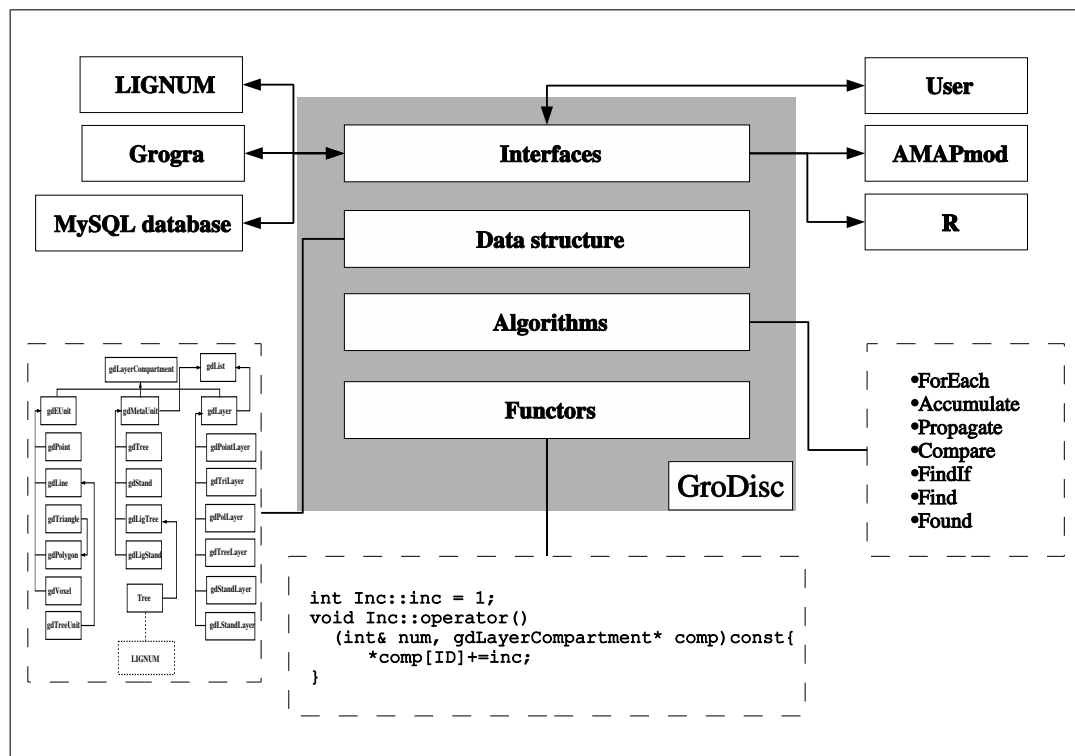 LIGNUM
User
Grogra
Interfaces
AMAPmod
MySQL database
R
Data structure
Algorithms
Functors
GroDisc
•ForEach
•Accumulate
•Propagate
•Compare
•FindIf
•Find
•Found
gdLayerCompartment
gdList
gdEUnit
gdMetaUnit
gdLayer
gdPoint
gdTree
gdPointLayer
gdLine
gdStand
gdTriLayer
gdTriangle
gdLigTree
gdPolLayer
gdPolygon
gdLigStand
gdTreeLayer
gdVoxel
Tree
gdStandLayer
gdTreeUnit
gdLStandLayer
LIGNUM
int Inc::inc = 1;
void Inc::operator()
(int& num, gdLayerCompartment* comp)const{
*comp[ID]+=inc;
}